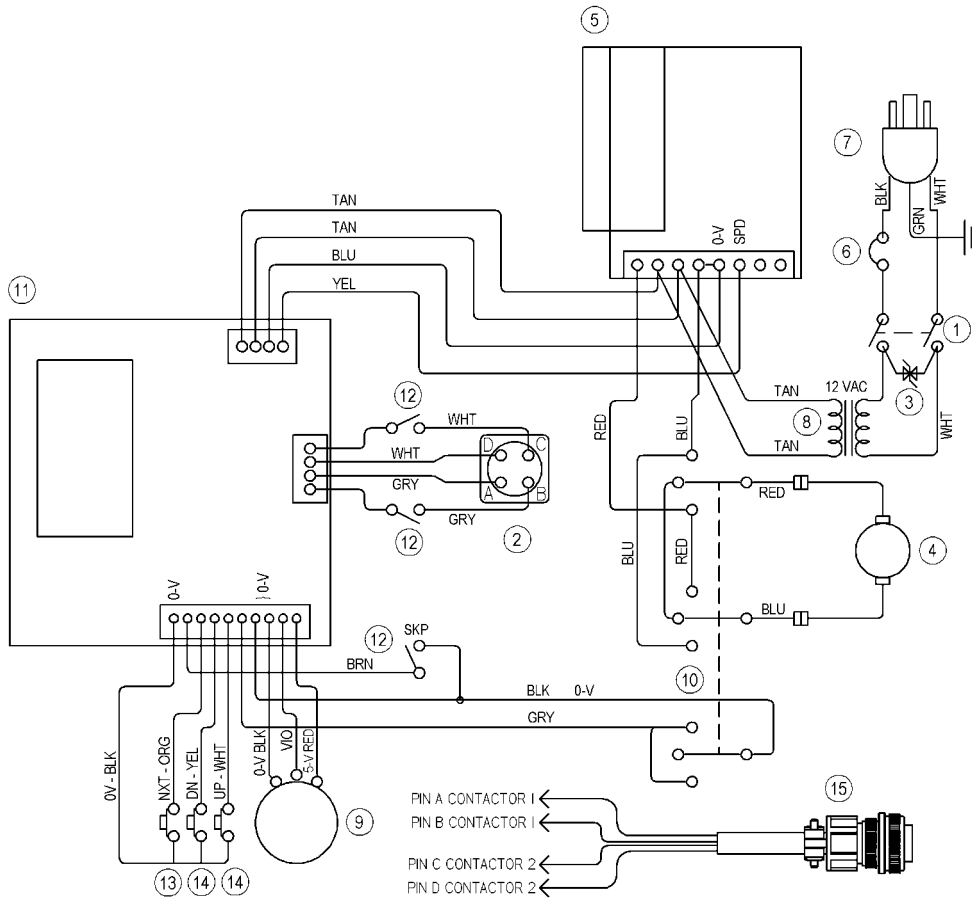 5
7
BLK
GRN
WHT
TAN
TAN
BLU
YEL
0-V
SPD
6
11
1
12
WHT
WHT
GRY
GRY
D
C
A
B
12
2
RED
BLU
TAN
12 VAC
8
TAN
3
WHT
RED
4
BLU
RED
BLU
0-V
0-V
12
SKP
BRN
10
BLK 0-V
GRY
0V - BLK
NXT - ORG
DN - YEL
UP - WHT
0-V BLK
VIO
5-V RED
9
13
14
14
PIN A CONTACTOR 1
PIN B CONTACTOR 1
PIN C CONTACTOR 2
PIN D CONTACTOR 2
15